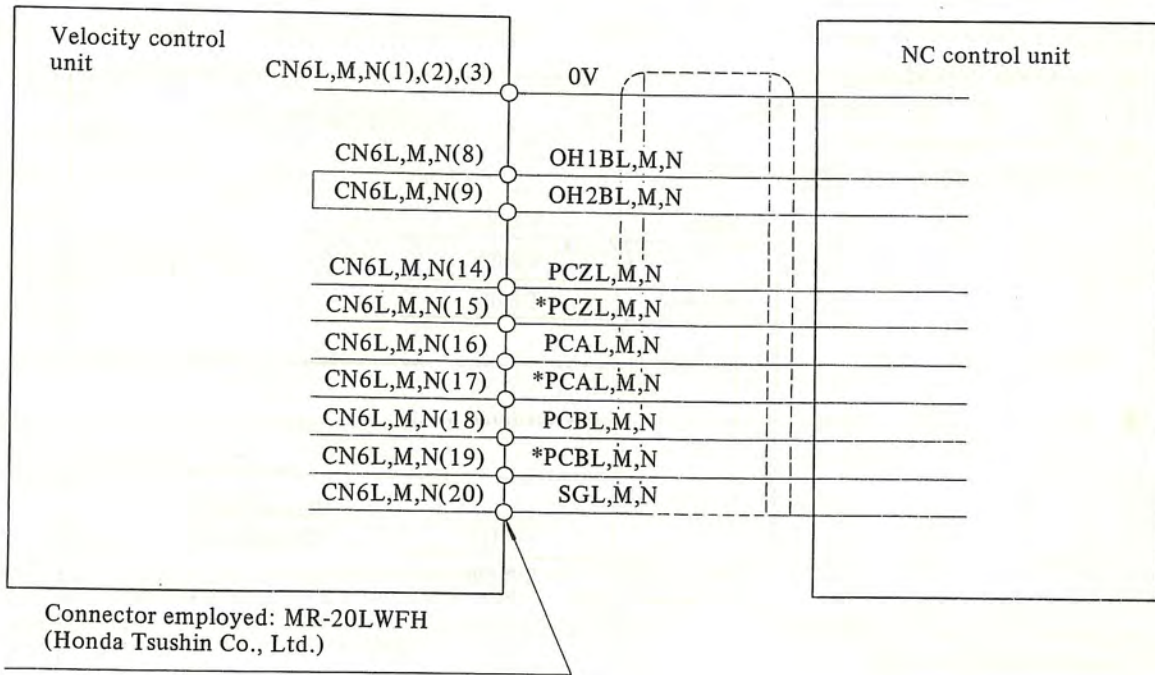 Velocity control
unit
NC control unit
CN6L,M,N(1),(2),(3) 0V
CN6L,M,N(8) OH1BL,M,N
CN6L,M,N(9) OH2BL,M,N
CN6L,M,N(14) PCZL,M,N
CN6L,M,N(15) *PCZL,M,N
CN6L,M,N(16) PCAL,M,N
CN6L,M,N(17) *PCAL,M,N
CN6L,M,N(18) PCBL,M,N
CN6L,M,N(19) *PCBL,M,N
CN6L,M,N(20) SGL,M,N
Connector employed: MR-20LWFH
(Honda Tsushin Co., Ltd.)